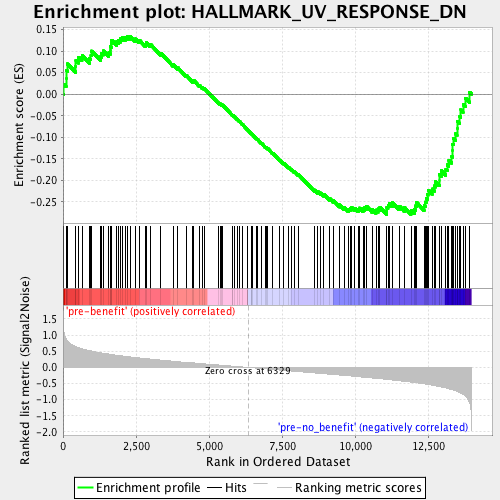 Enrichment plot: HALLMARK_UV_RESPONSE_DN
Enrichment score (ES)
0.15
0.10
0.05
0.00
-0.05
-0.10
-0.15
-0.20
-0.25
'pre-benefit' (positively correlated)
Ranked list metric (Signal2Noise)
1.5
1.0
0.5
0.0
-0.5
-1.0
-1.5
-2.0
Zero cross at 6329
'pre-no_benefit' (negatively correlated)
0
2,500
5,000
7,500
10,000
12,500
Rank in Ordered Dataset
Enrichment profile
Hits
Ranking metric scores